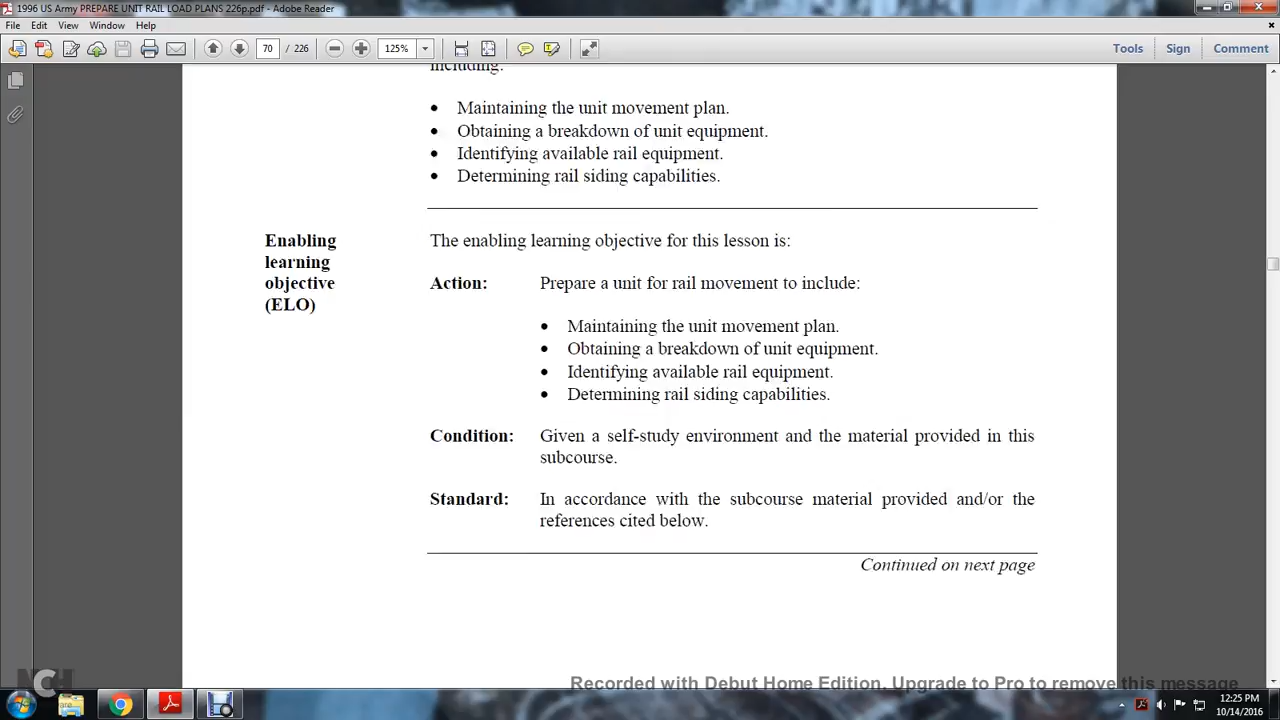 1996 US Army PREPARE UNIT RAIL LOAD PLANS 226p.pdf - Adobe Reader
File Edit View Window Help
70 / 226 125% Tools Sign Comment
including:
• Maintaining the unit movement plan.
• Obtaining a breakdown of unit equipment.
• Identifying available rail equipment.
• Determining rail siding capabilities.
Enabling
learning
objective
(ELO)
The enabling learning objective for this lesson is:
Action: Prepare a unit for rail movement to include:
• Maintaining the unit movement plan.
• Obtaining a breakdown of unit equipment.
• Identifying available rail equipment.
• Determining rail siding capabilities.
Condition: Given a self-study environment and the material provided in this
subcourse.
Standard: In accordance with the subcourse material provided and/or the
references cited below.
Continued on next page
NCH
Recorded with Debut Home Edition. Upgrade to Pro to remove this message
12:25 PM
10/14/2016